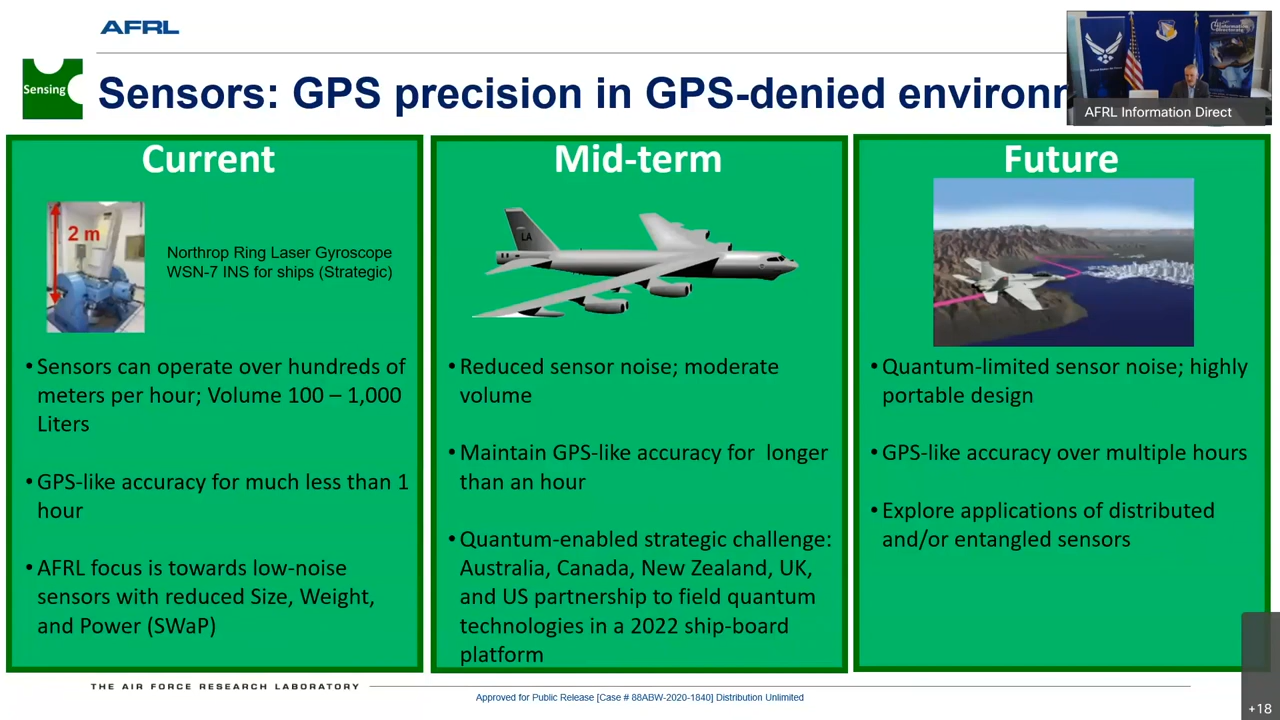 AFRL
Sensing
Sensors: GPS precision in GPS-denied environ
AFRL Information Direct
Current
2 m
Northrop Ring Laser Gyroscope
WSN-7 INS for ships (Strategic)
• Sensors can operate over hundreds of
meters per hour; Volume 100 – 1,000
Liters
• GPS-like accuracy for much less than 1
hour
• AFRL focus is towards low-noise
sensors with reduced Size, Weight,
and Power (SWaP)
Mid-term
LA
• Reduced sensor noise; moderate
volume
• Maintain GPS-like accuracy for longer
than an hour
• Quantum-enabled strategic challenge:
Australia, Canada, New Zealand, UK,
and US partnership to field quantum
technologies in a 2022 ship-board
platform
Future
• Quantum-limited sensor noise; highly
portable design
• GPS-like accuracy over multiple hours
• Explore applications of distributed
and/or entangled sensors
THE AIR FORCE RESEARCH LABORATORY
Approved for Public Release [Case # 88ABW-2020-1840] Distribution Unlimited
+18